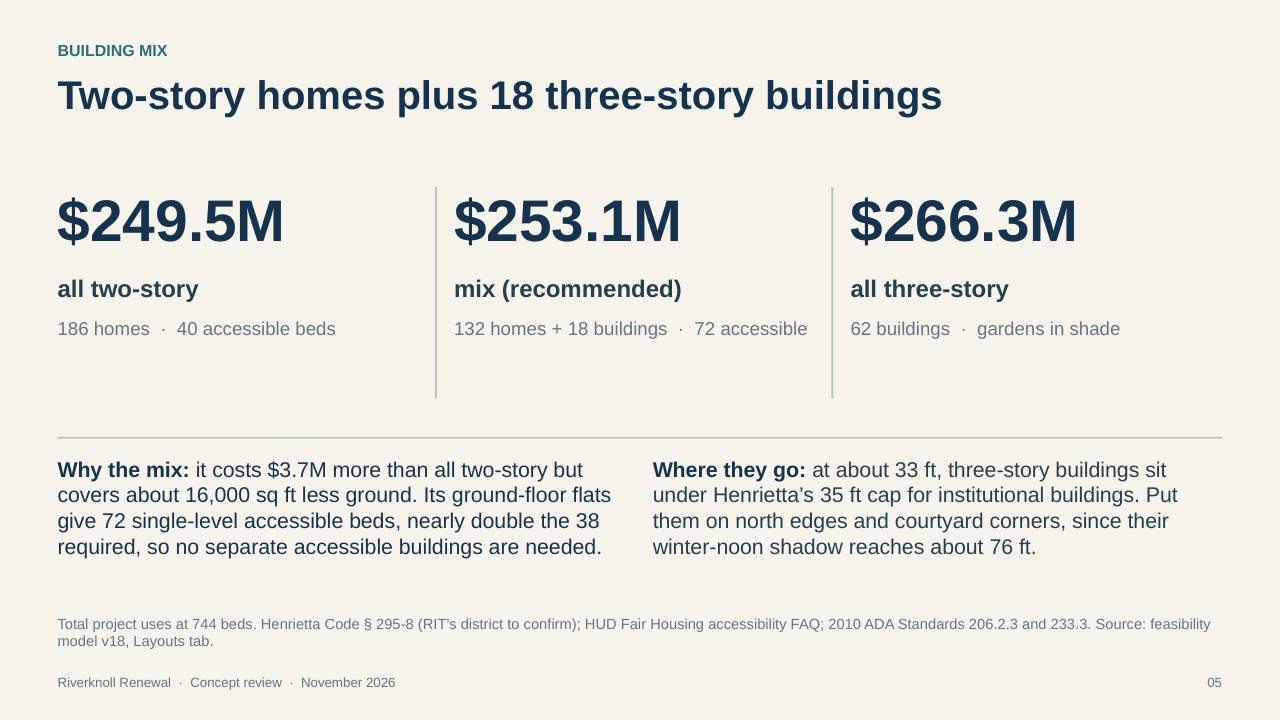 BUILDING MIX
Two-story homes plus 18 three-story buildings
$249.5M
all two-story
186 homes · 40 accessible beds
$253.1M
mix (recommended)
132 homes + 18 buildings · 72 accessible
$266.3M
all three-story
62 buildings · gardens in shade
Why the mix: it costs $3.7M more than all two-story but
covers about 16,000 sq ft less ground. Its ground-floor flats
give 72 single-level accessible beds, nearly double the 38
required, so no separate accessible buildings are needed.
Where they go: at about 33 ft, three-story buildings sit
under Henrietta’s 35 ft cap for institutional buildings. Put
them on north edges and courtyard corners, since their
winter-noon shadow reaches about 76 ft.
Total project uses at 744 beds. Henrietta Code § 295-8 (RIT’s district to confirm); HUD Fair Housing accessibility FAQ; 2010 ADA Standards 206.2.3 and 233.3. Source: feasibility
model v18, Layouts tab.
Riverknoll Renewal · Concept review · November 2026
05